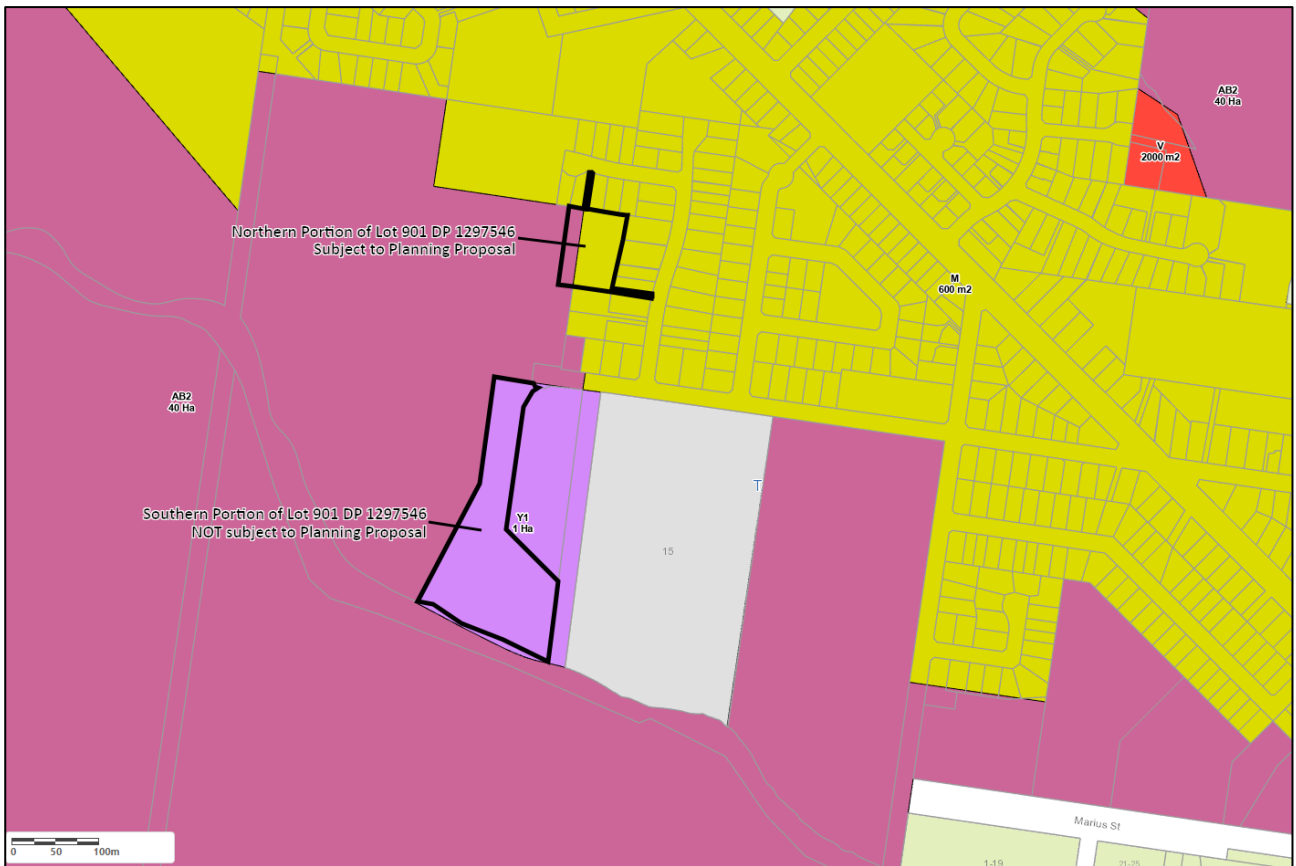 AB2
40 Ha
V
2000 m2
Northern Portion of Lot 901 DP 1297546
Subject to Planning Proposal
M
600 m2
AB2
40 Ha
Southern Portion of Lot 901 DP 1297546
NOT subject to Planning Proposal
Y1
1 Ha
T
15
Marius St
0 50 100m
1-19
21-25